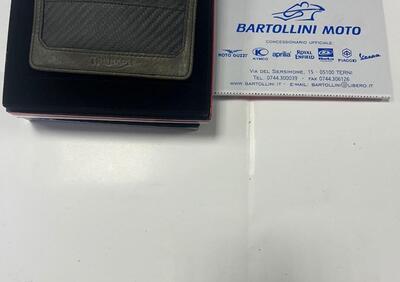 TRIUMPH
BARTOLLINI MOTO
CONCESSIONARIO UFFICIALE:
MOTO GUZZI KYMCO aprilia ROYAL ENFIELD PIAGGIO Vespa
VIA DEL SERSIMONE, 15 - 05100 TERNI
TEL. 0744.300039 - FAX 0744.306126
WWW.BARTOLLINI.IT - E-MAIL: BARTOLLINI@LIBERO.IT